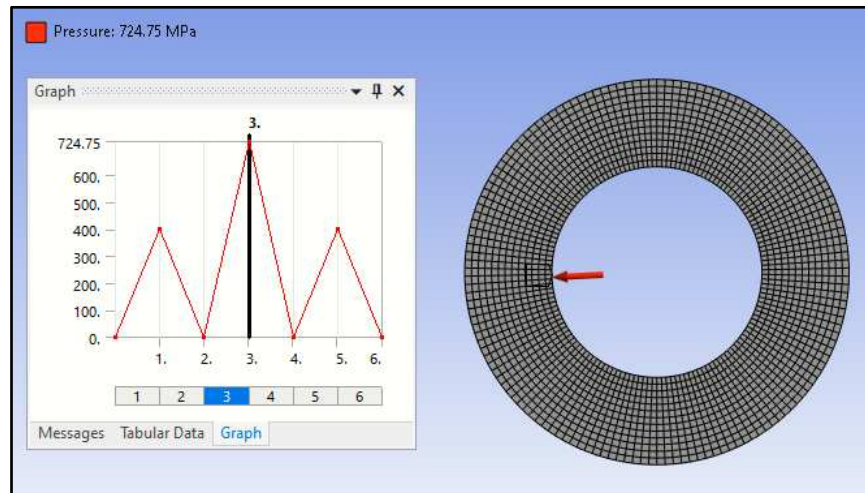 Pressure: 724.75 MPa
Graph
3.
724.75
600.
500.
400.
300.
200.
100.
0.
1. 2. 3. 4. 5. 6.
1 2 3 4 5 6
Messages Tabular Data Graph